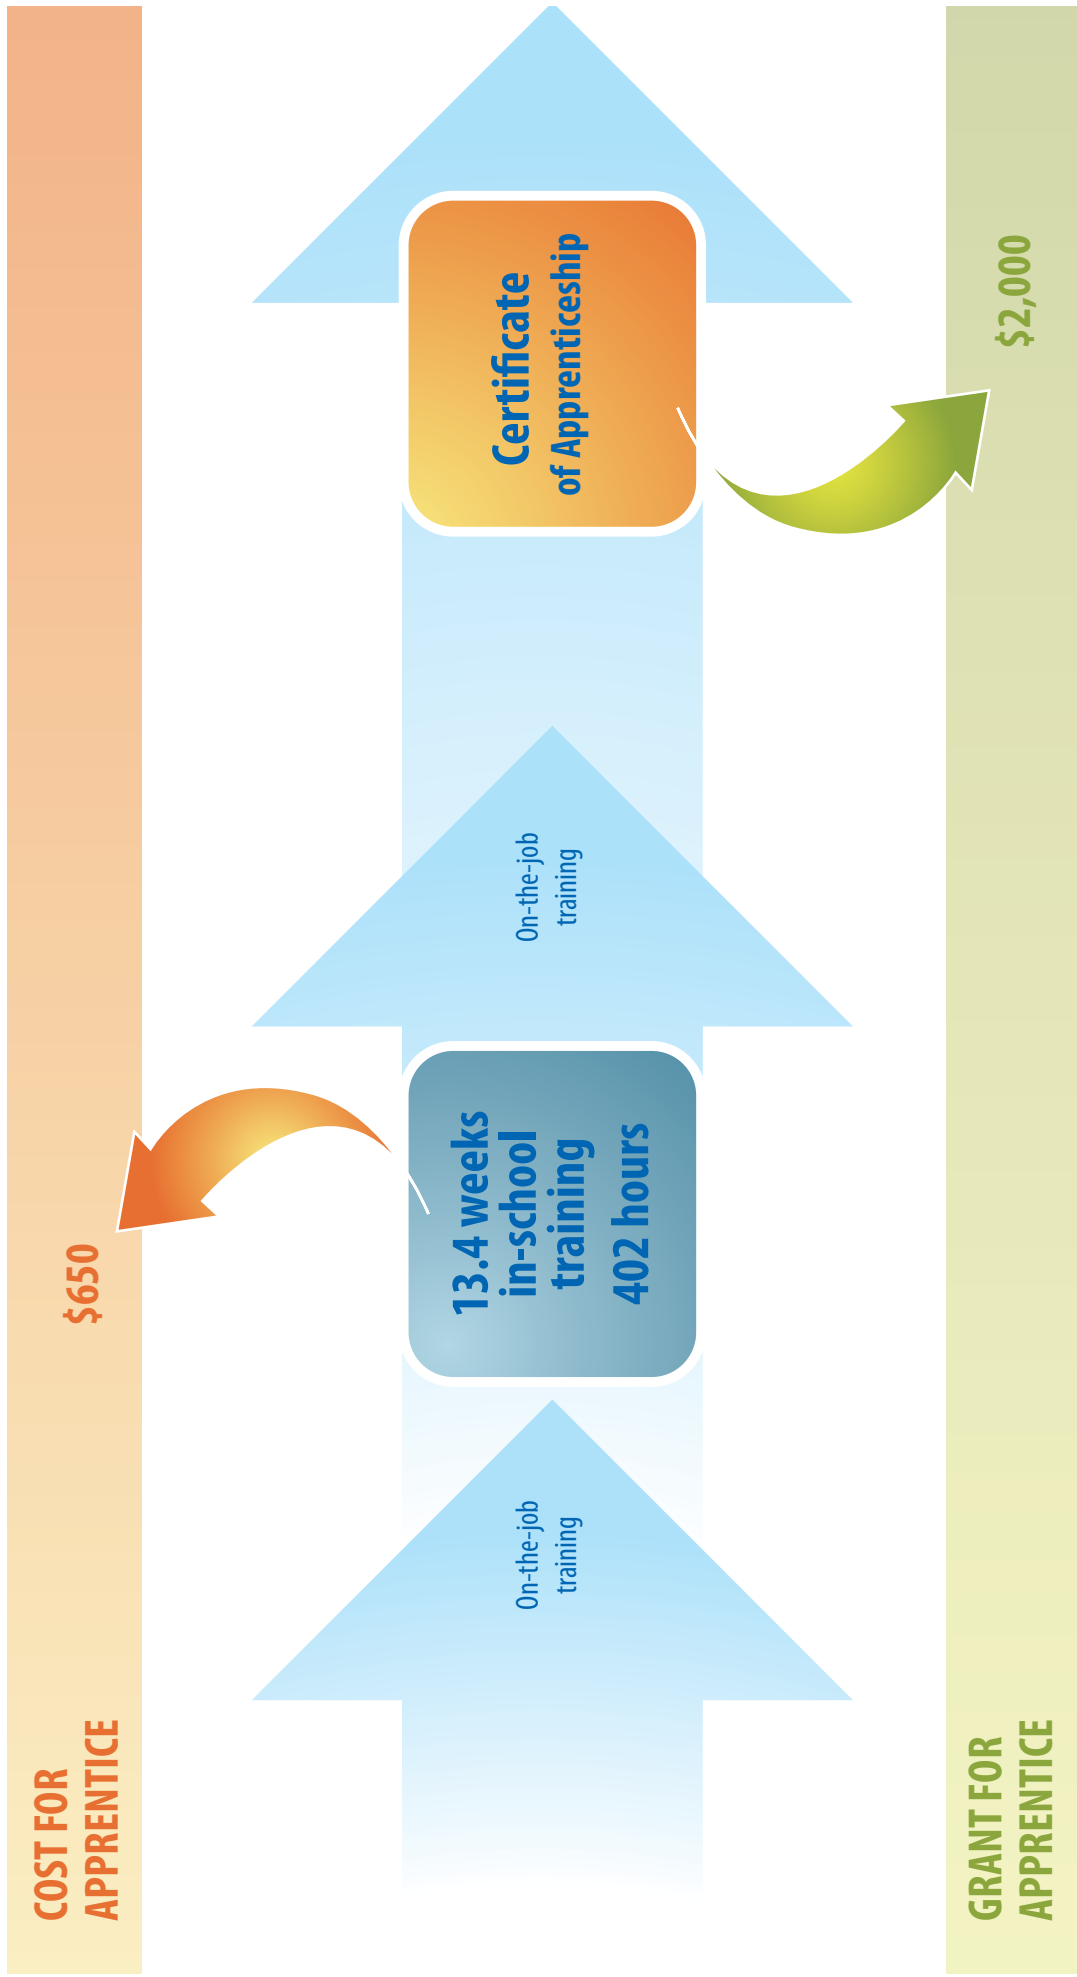 COST FOR
APPRENTICE
$650
On-the-job
training
13.4 weeks
in-school
training
402 hours
On-the-job
training
Certificate
of Apprenticeship
GRANT FOR
APPRENTICE
$2,000